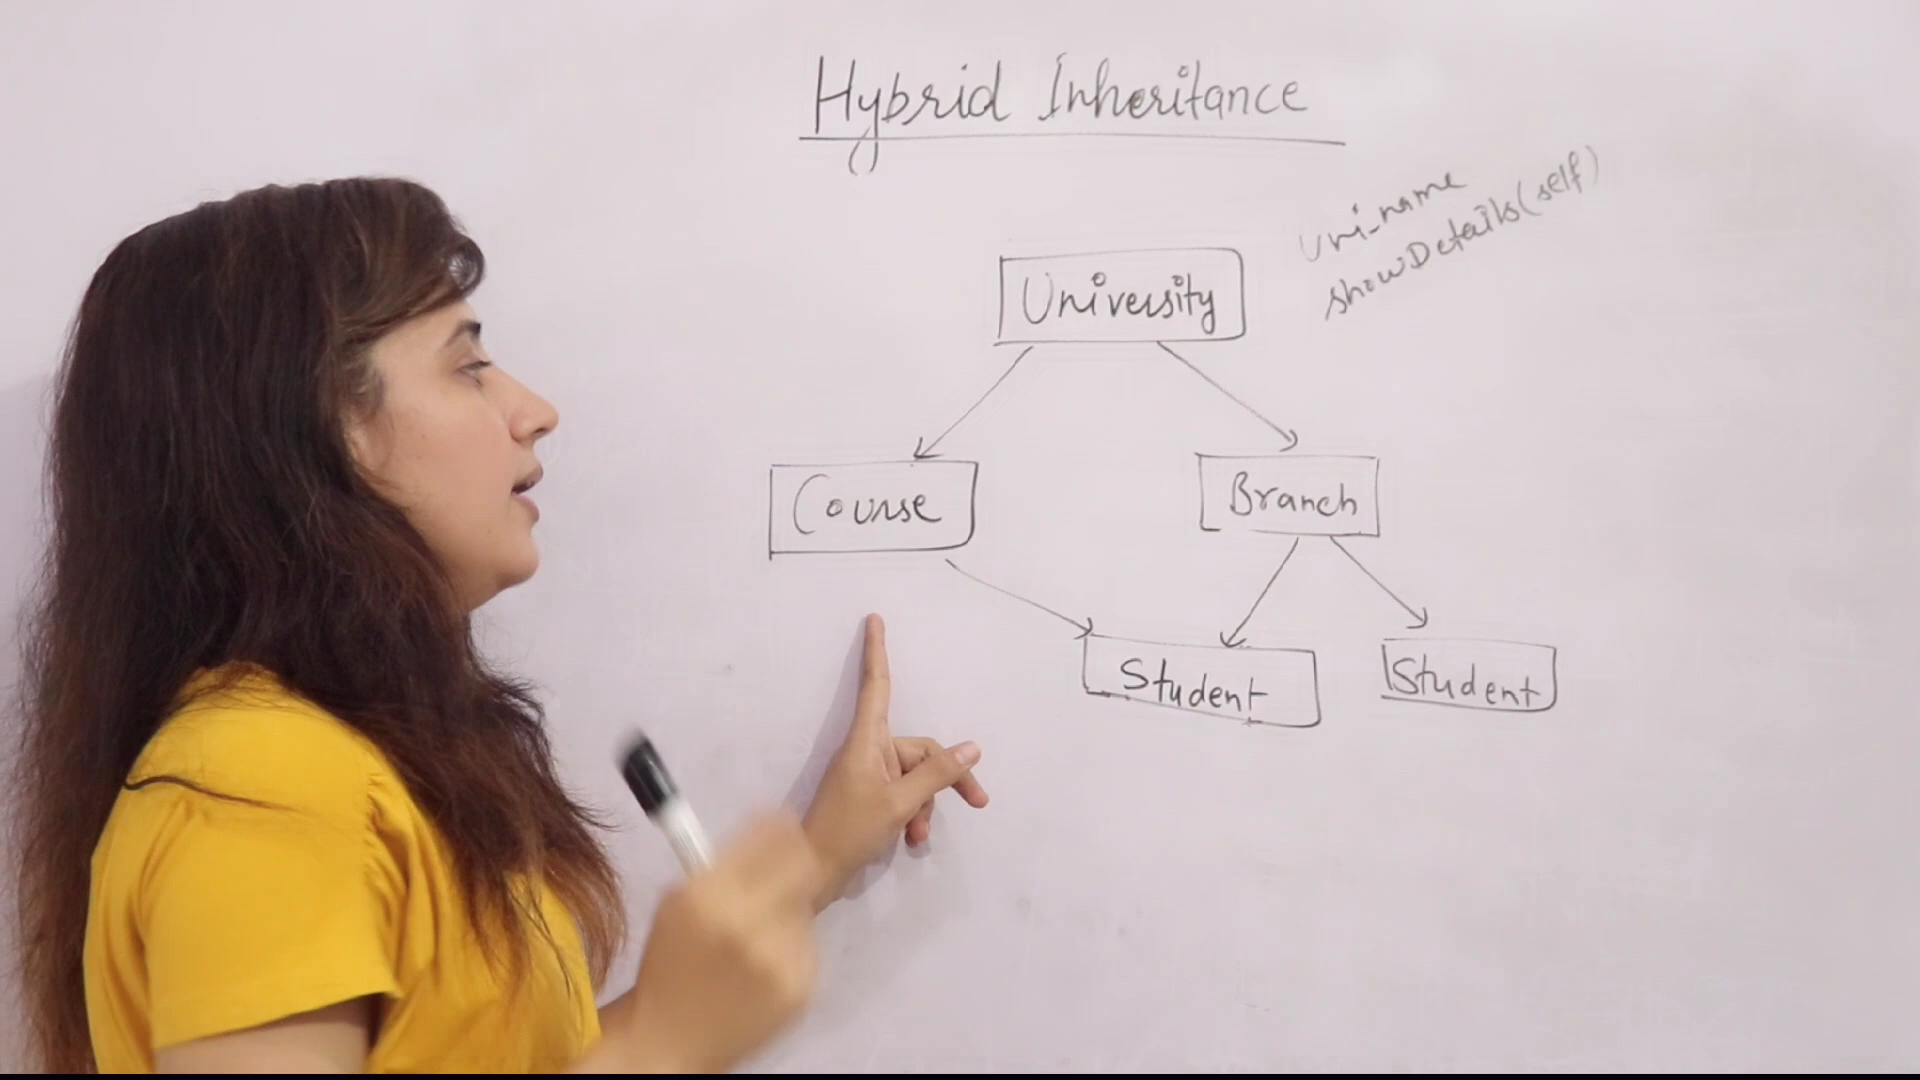 Hybrid Inheritance
Uni_name
showDetails(self)
University
Course
Branch
Student
Student